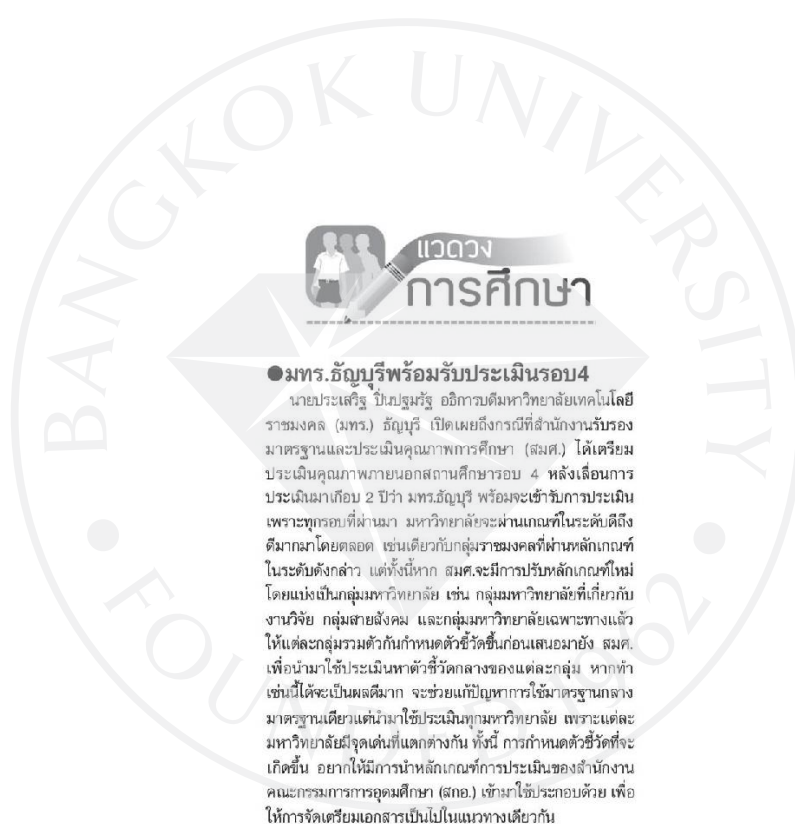 BANGKOK UNIVERSITY
FOUNDED 1962
แวดวง
การศึกษา
●มทร.ธัญบุรีพร้อมรับประเมินรอบ4
นายประเสริฐ ปิ่นปฐมรัฐ อธิการบดีมหาวิทยาลัยเทคโนโลยี
ราชมงคล (มทร.) ธัญบุรี เปิดเผยถึงกรณีที่สำนักงานรับรอง
มาตรฐานและประเมินคุณภาพการศึกษา (สมศ.) ได้เตรียม
ประเมินคุณภาพภายนอกสถานศึกษารอบ 4 หลังเลื่อนการ
ประเมินมาเกือบ 2 ปีว่า มทร.ธัญบุรี พร้อมจะเข้ารับการประเมิน
เพราะทุกรอบที่ผ่านมา มหาวิทยาลัยจะผ่านเกณฑ์ในระดับดีถึง
ดีมากมาโดยตลอด เช่นเดียวกับกลุ่มราชมงคลที่ผ่านหลักเกณฑ์
ในระดับดังกล่าว แต่ทั้งนี้หาก สมศ.จะมีการปรับหลักเกณฑ์ใหม่
โดยแบ่งเป็นกลุ่มมหาวิทยาลัย เช่น กลุ่มมหาวิทยาลัยที่เกี่ยวกับ
งานวิจัย กลุ่มสายสังคม และกลุ่มมหาวิทยาลัยเฉพาะทางแล้ว
ให้แต่ละกลุ่มรวมตัวกันกำหนดตัวชี้วัดขึ้นก่อนเสนอมายัง สมศ.
เพื่อนำมาใช้ประเมินหาตัวชี้วัดกลางของแต่ละกลุ่ม หากทำ
เช่นนี้ได้จะเป็นผลดีมาก จะช่วยแก้ปัญหาการใช้มาตรฐานกลาง
มาตรฐานเดียวแต่นำมาใช้ประเมินทุกมหาวิทยาลัย เพราะแต่ละ
มหาวิทยาลัยมีจุดเด่นที่แตกต่างกัน ทั้งนี้ การกำหนดตัวชี้วัดที่จะ
เกิดขึ้น อยากให้มีการนำหลักเกณฑ์การประเมินของสำนักงาน
คณะกรรมการการอุดมศึกษา (สกอ.) เข้ามาใช้ประกอบด้วย เพื่อ
ให้การจัดเตรียมเอกสารเป็นไปในแนวทางเดียวกัน